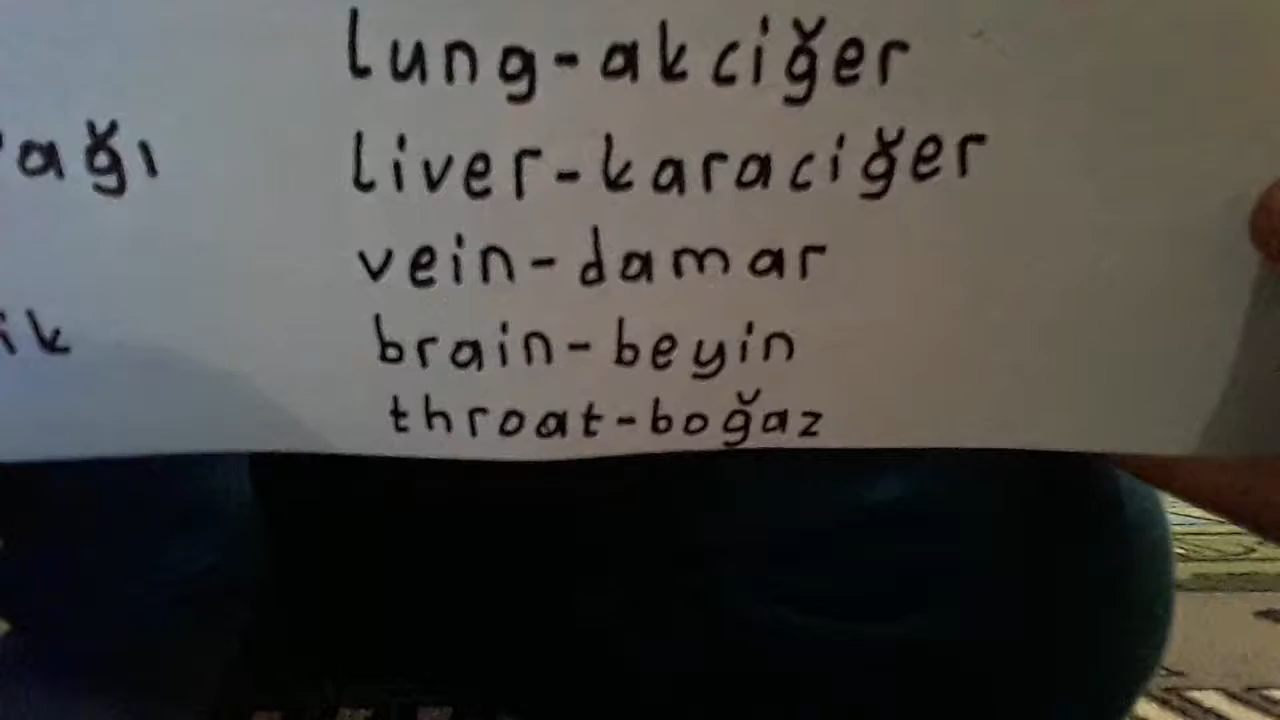 lung-akciğer
liver-karaciğer
vein-damar
brain-beyin
throat-boğaz